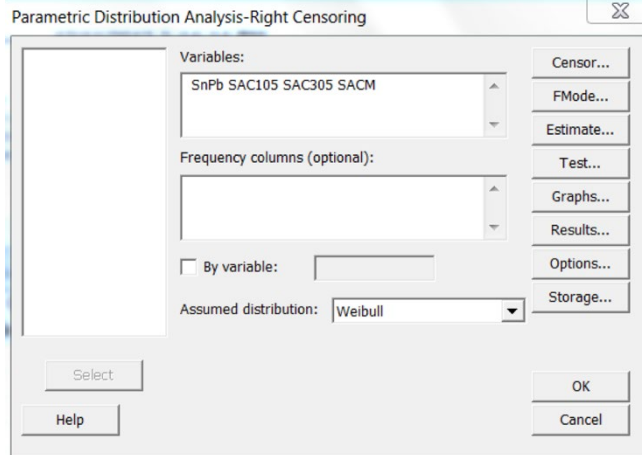 Parametric Distribution Analysis-Right Censoring
Variables:
SnPb SAC105 SAC305 SACM
Frequency columns (optional):
By variable:
Assumed distribution: Weibull
Censor...
FMode...
Estimate...
Test...
Graphs...
Results...
Options...
Storage...
Select
Help
OK
Cancel